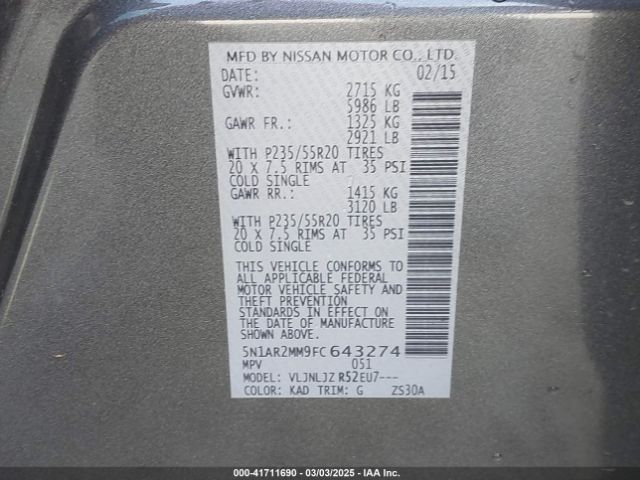 MFD BY NISSAN MOTOR CO., LTD.
DATE: 02/15
GVWR: 2715 KG
5986 LB
GAWR FR.: 1325 KG
2921 LB
WITH P235/55R20 TIRES
20 X 7.5 RIMS AT 35 PSI
COLD SINGLE
GAWR RR.: 1415 KG
3120 LB
WITH P235/55R20 TIRES
20 X 7.5 RIMS AT 35 PSI
COLD SINGLE
THIS VEHICLE CONFORMS TO
ALL APPLICABLE FEDERAL
MOTOR VEHICLE SAFETY AND
THEFT PREVENTION
STANDARDS IN EFFECT ON
THE DATE OF MANUFACTURE
SHOWN ABOVE.
5N1AR2MM9FC643274
MPV 051
MODEL: VLJNLJZ R52EU7---
COLOR: KAD TRIM: G ZS30A
000-41711690 - 03/03/2025 - IAA Inc.